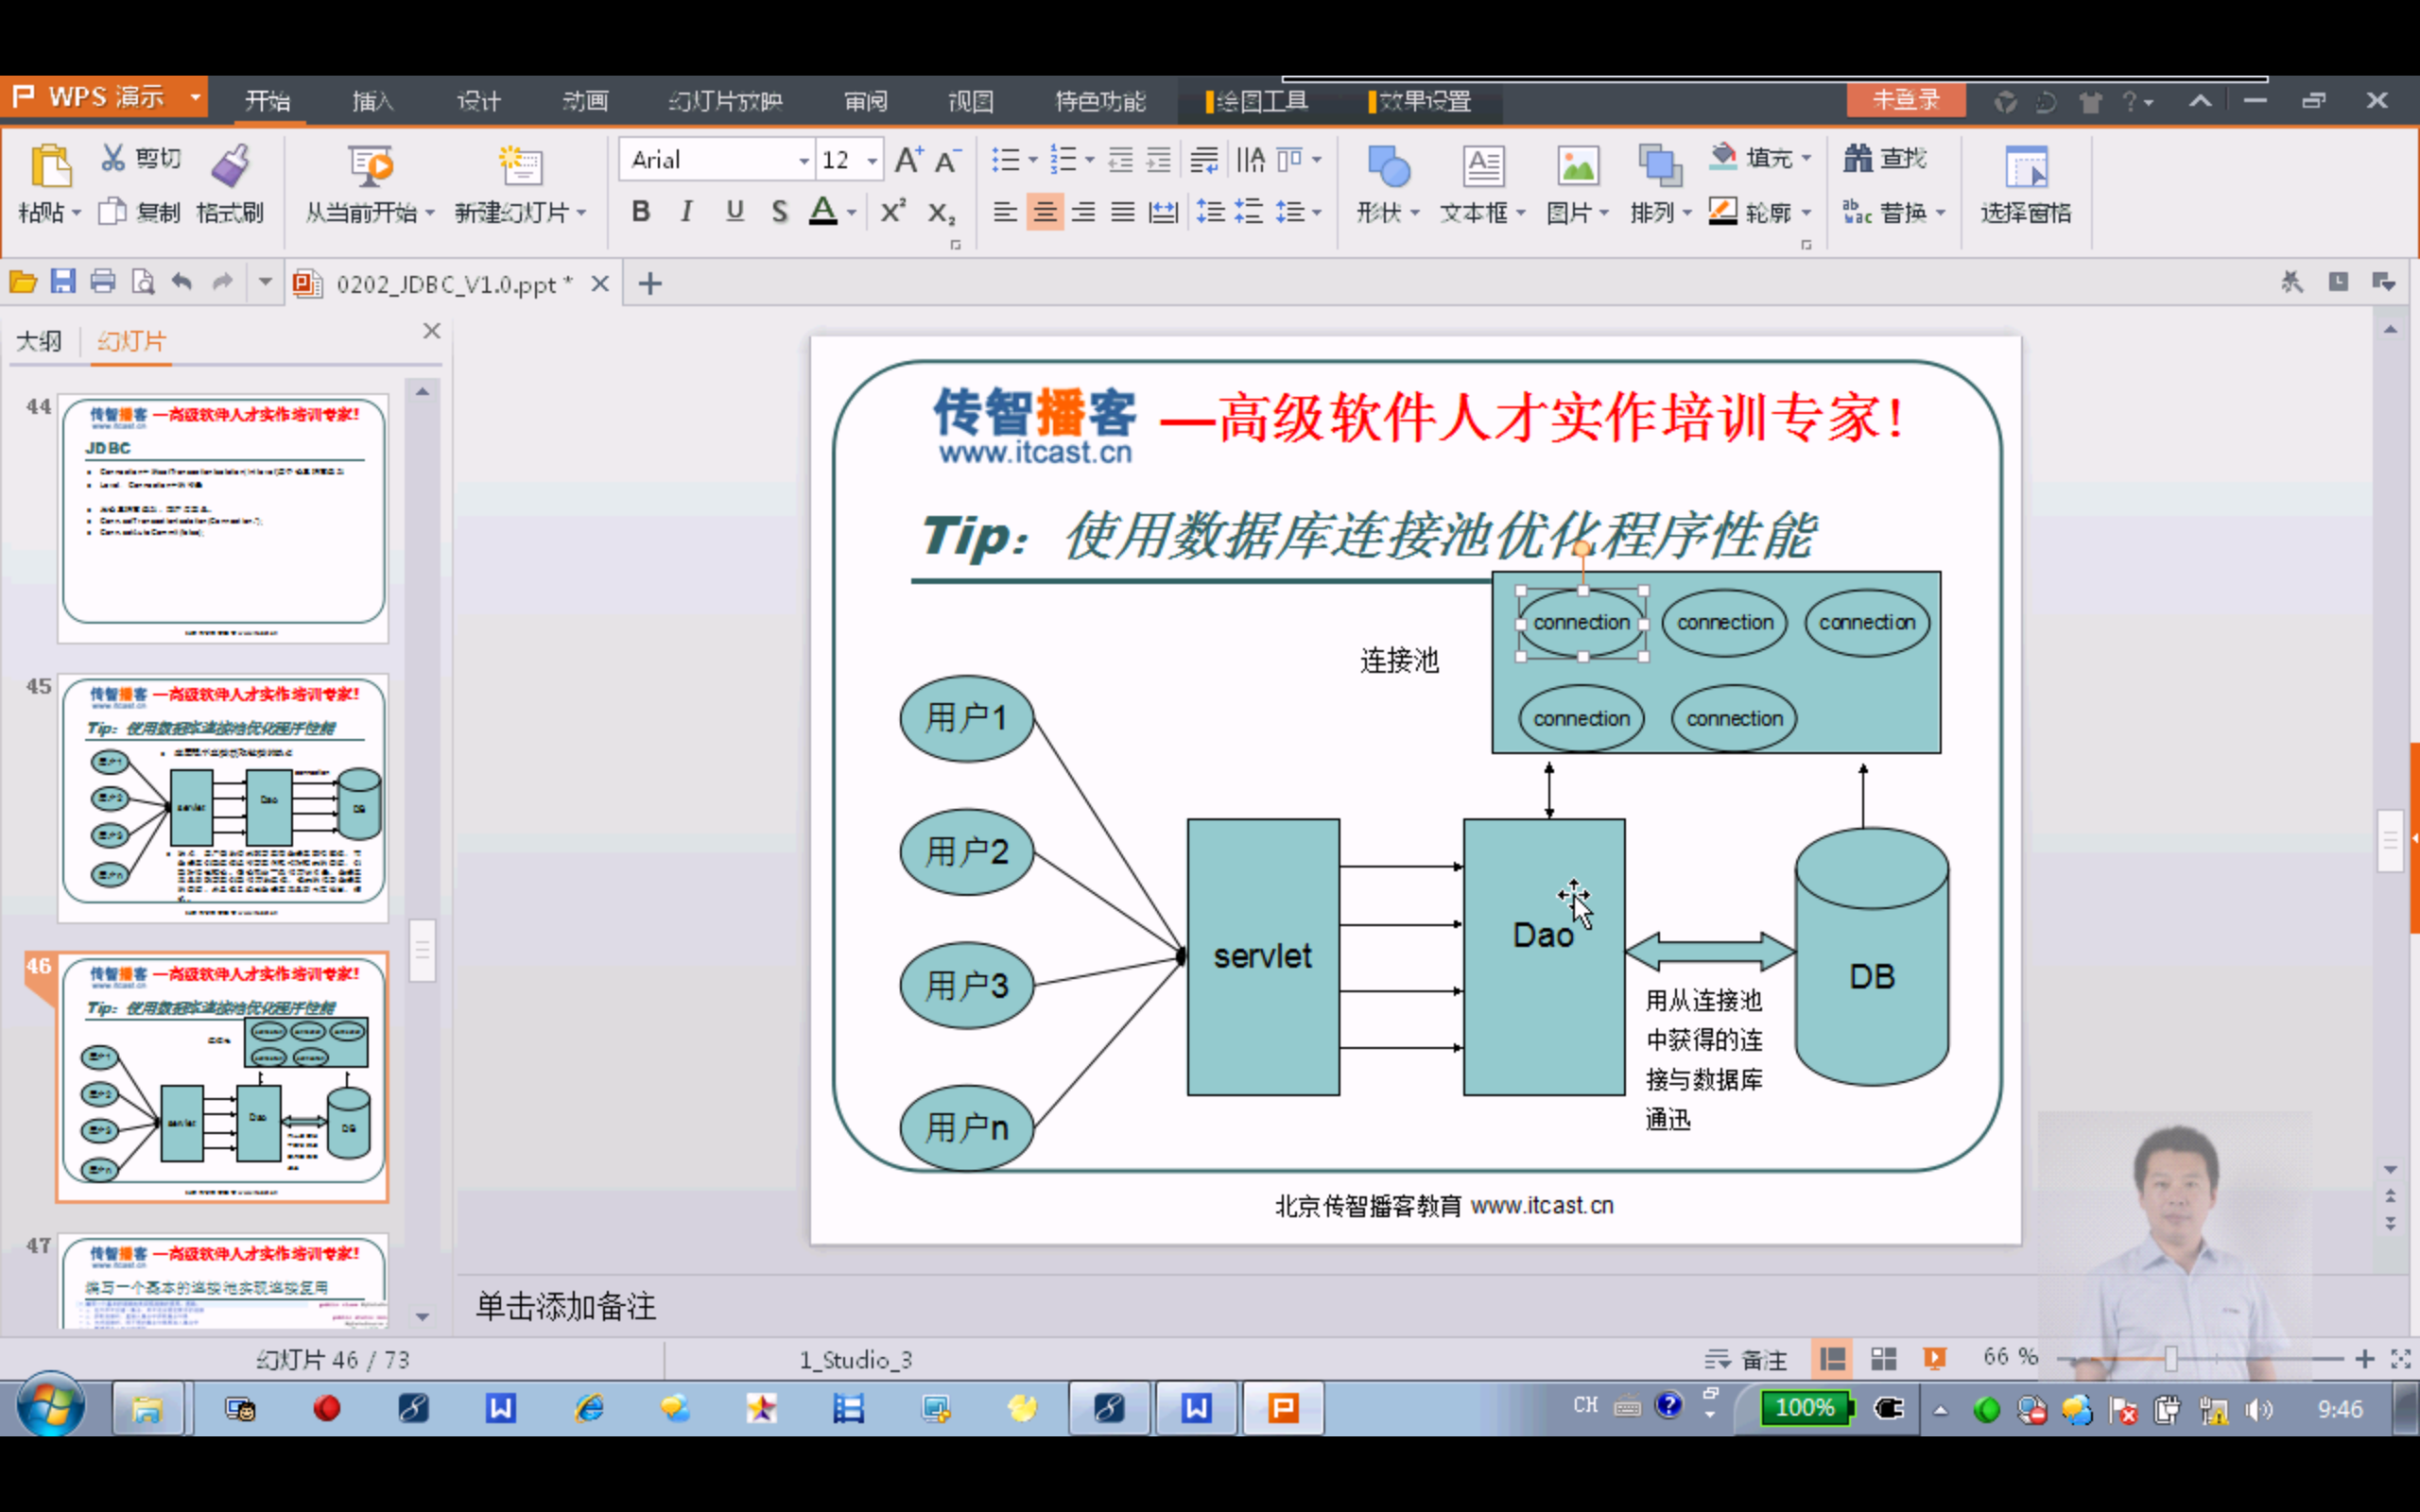 WPS 演示
开始 插入 设计 动画 幻灯片放映 审阅 视图 特色功能 绘图工具 效果设置 未登录
剪切 Arial 12 填充 查找
粘贴 复制 格式刷 从当前开始 新建幻灯片 B I U S A X² X₂ 形状 文本框 图片 排列 轮廓 替换 选择窗格
0202_JDBC_V1.0.ppt *
大纲 幻灯片
44
传智播客 —高级软件人才实作培训专家!
JDBC
45
传智播客 —高级软件人才实作培训专家!
Tip: 使用数据库连接池优化程序性能
servlet
Dao
DB
46
传智播客 —高级软件人才实作培训专家!
Tip: 使用数据库连接池优化程序性能
servlet
Dao
DB
47
传智播客 —高级软件人才实作培训专家!
编写一个基本的连接池实现连接复用
传智播客 —高级软件人才实作培训专家!
www.itcast.cn
Tip: 使用数据库连接池优化程序性能
connection connection connection
连接池
connection connection
用户1
用户2
用户3
用户n
servlet
Dao
DB
用从连接池
中获得的连
接与数据库
通迅
北京传智播客教育 www.itcast.cn
单击添加备注
幻灯片 46 / 73 1_Studio_3 备注 66 %
CH 100% 9:46